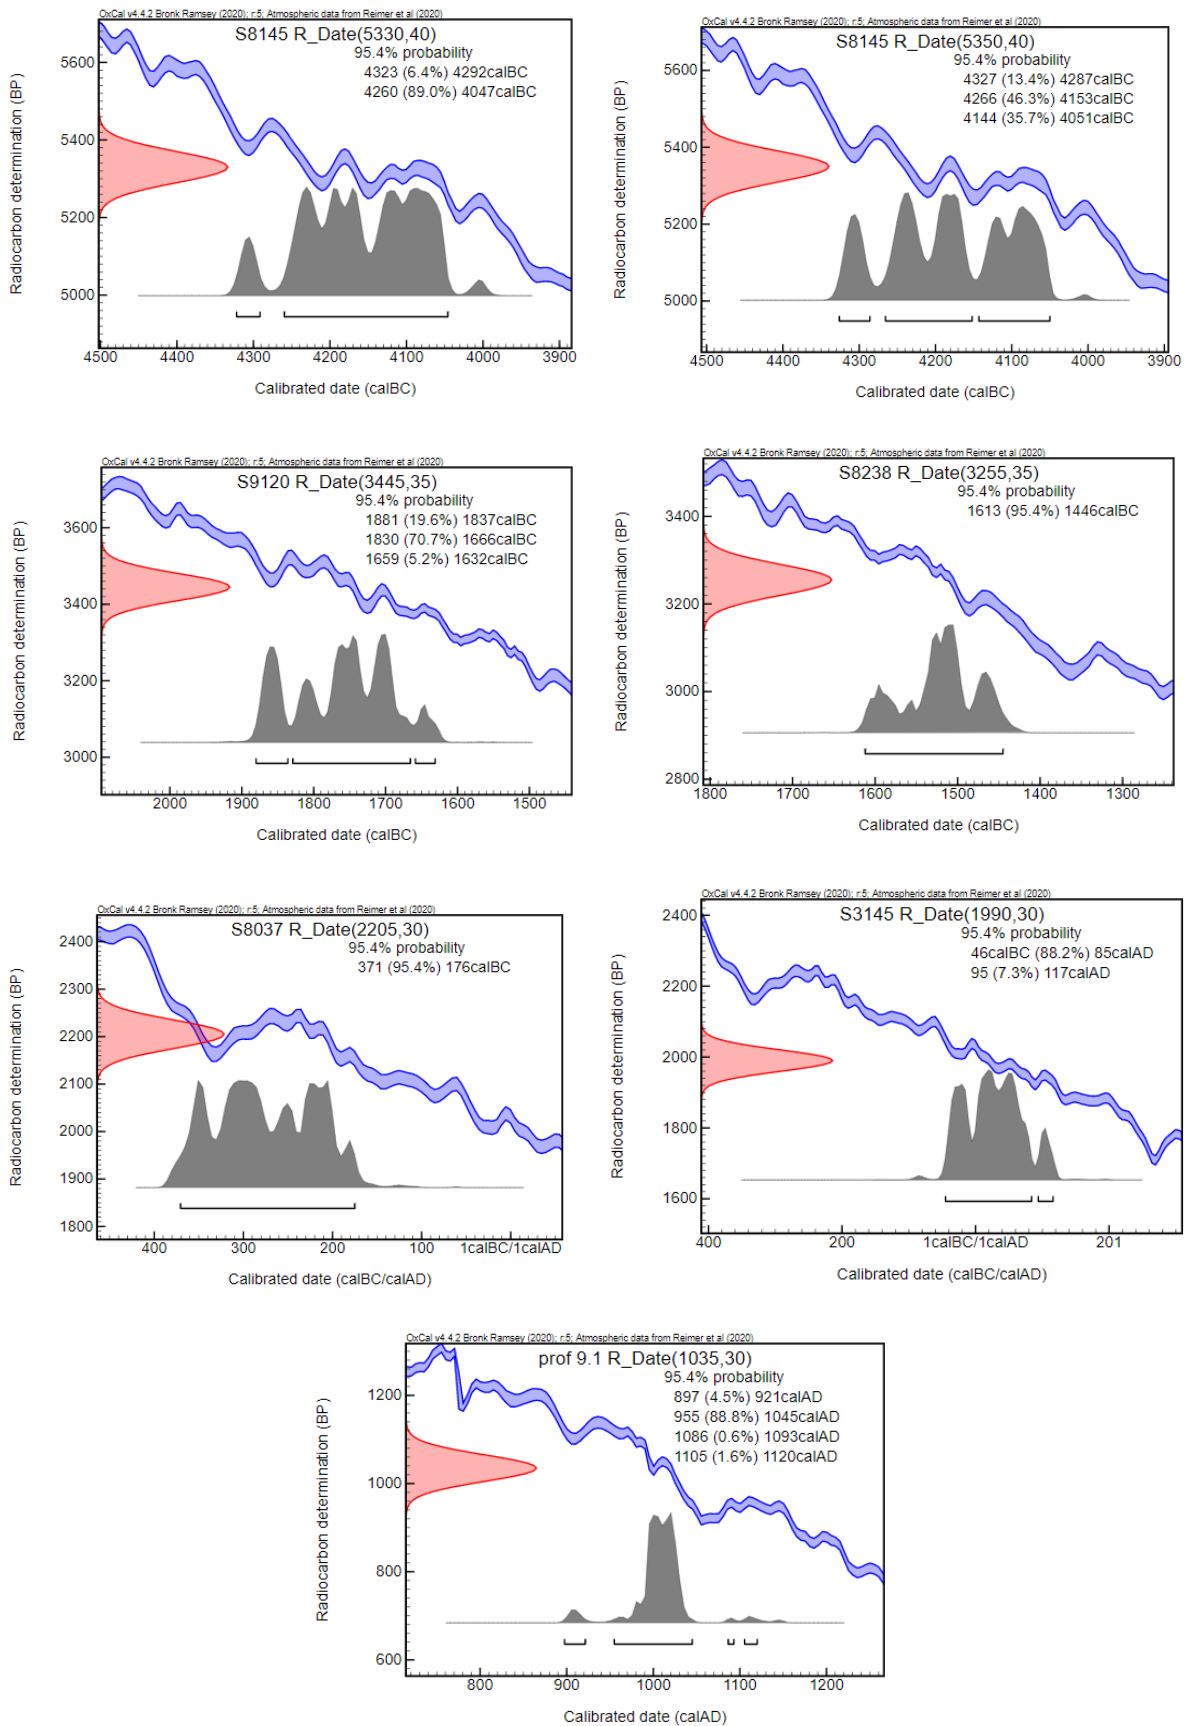 OxCal v4.4.2 Bronk Ramsey (2020); r:5; Atmospheric data from Reimer et al (2020)
S8145 R_Date(5330,40)
95.4% probability
4323 (6.4%) 4292calBC
4260 (89.0%) 4047calBC
Radiocarbon determination (BP)
5600
5400
5200
5000
4500 4400 4300 4200 4100 4000 3900
Calibrated date (calBC)
OxCal v4.4.2 Bronk Ramsey (2020); r:5; Atmospheric data from Reimer et al (2020)
S8145 R_Date(5350,40)
95.4% probability
4327 (13.4%) 4287calBC
4266 (46.3%) 4153calBC
4144 (35.7%) 4051calBC
Radiocarbon determination (BP)
5600
5400
5200
5000
4500 4400 4300 4200 4100 4000 3900
Calibrated date (calBC)
OxCal v4.4.2 Bronk Ramsey (2020); r:5; Atmospheric data from Reimer et al (2020)
S9120 R_Date(3445,35)
95.4% probability
1881 (19.6%) 1837calBC
1830 (70.7%) 1666calBC
1659 (5.2%) 1632calBC
Radiocarbon determination (BP)
3600
3400
3200
3000
2000 1900 1800 1700 1600 1500
Calibrated date (calBC)
OxCal v4.4.2 Bronk Ramsey (2020); r:5; Atmospheric data from Reimer et al (2020)
S8238 R_Date(3255,35)
95.4% probability
1613 (95.4%) 1446calBC
Radiocarbon determination (BP)
3400
3200
3000
2800
1800 1700 1600 1500 1400 1300
Calibrated date (calBC)
OxCal v4.4.2 Bronk Ramsey (2020); r:5; Atmospheric data from Reimer et al (2020)
S8037 R_Date(2205,30)
95.4% probability
371 (95.4%) 176calBC
Radiocarbon determination (BP)
2400
2300
2200
2100
2000
1900
1800
400 300 200 100 1calBC/1calAD
Calibrated date (calBC/calAD)
OxCal v4.4.2 Bronk Ramsey (2020); r:5; Atmospheric data from Reimer et al (2020)
S3145 R_Date(1990,30)
95.4% probability
46calBC (88.2%) 85calAD
95 (7.3%) 117calAD
Radiocarbon determination (BP)
2400
2200
2000
1800
1600
400 200 1calBC/1calAD 201
Calibrated date (calBC/calAD)
OxCal v4.4.2 Bronk Ramsey (2020); r:5; Atmospheric data from Reimer et al (2020)
prof 9.1 R_Date(1035,30)
95.4% probability
897 (4.5%) 921calAD
955 (88.8%) 1045calAD
1086 (0.6%) 1093calAD
1105 (1.6%) 1120calAD
Radiocarbon determination (BP)
1200
1000
800
600
800 900 1000 1100 1200
Calibrated date (calAD)